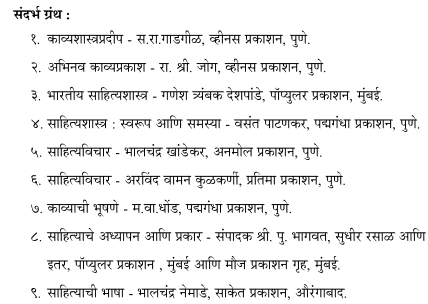 संदर्भ ग्रंथ :
१. काव्यशास्त्रप्रदीप - स.रा.गाडगीळ, व्हीनस प्रकाशन, पुणे.
२. अभिनव काव्यप्रकाश - रा. श्री. जोग, व्हीनस प्रकाशन, पुणे.
३. भारतीय साहित्यशास्त्र - गणेश त्र्यंबक देशपांडे, पॉप्युलर प्रकाशन, मुंबई.
४. साहित्यशास्त्र : स्वरूप आणि समस्या - वसंत पाटणकर, पद्मगंधा प्रकाशन, पुणे.
५. साहित्यविचार - भालचंद्र खांडेकर, अनमोल प्रकाशन, पुणे.
६. साहित्यविचार - अरविंद वामन कुळकर्णी, प्रतिमा प्रकाशन, पुणे.
७. काव्याची भूषणे - म.वा.धोंड, पद्मगंधा प्रकाशन, पुणे.
८. साहित्याचे अध्यापन आणि प्रकार - संपादक श्री. पु. भागवत, सुधीर रसाळ आणि
इतर, पॉप्युलर प्रकाशन , मुंबई आणि मौज प्रकाशन गृह, मुंबई.
९. साहित्याची भाषा - भालचंद्र नेमाडे, साकेत प्रकाशन, औरंगाबाद.